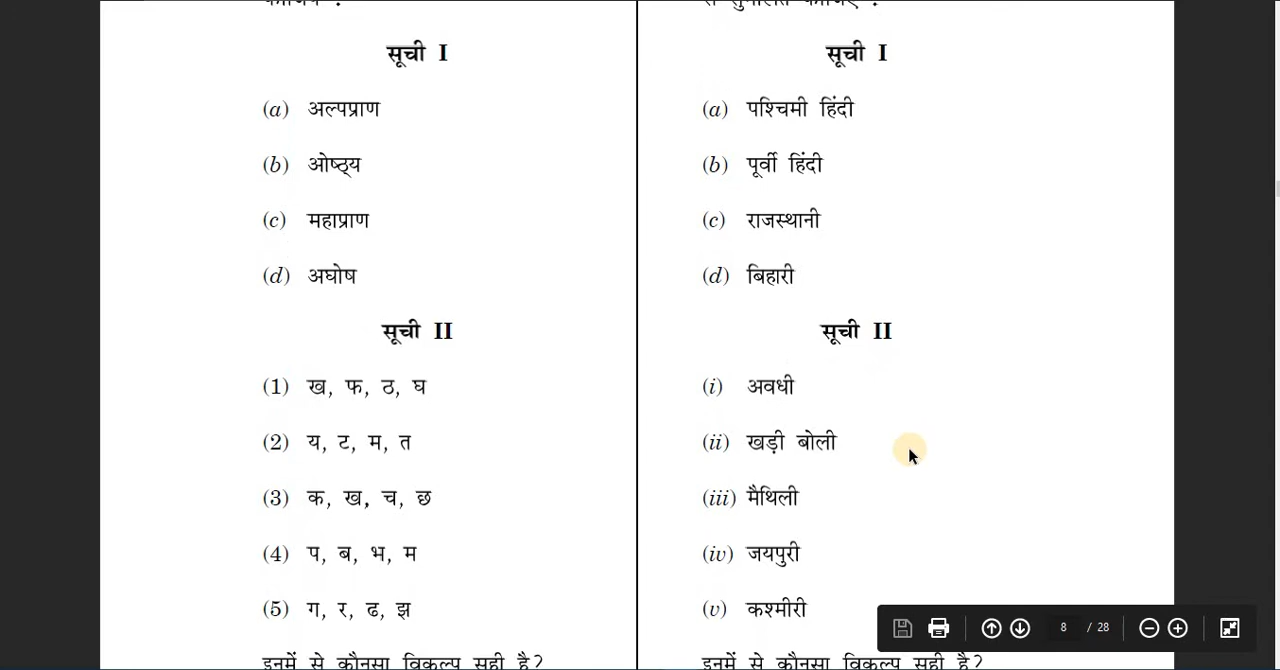 सूची I
(a) अल्पप्राण
(b) ओष्ठ्य
(c) महाप्राण
(d) अघोष
सूची II
(1) ख, फ, ठ, घ
(2) य, ट, म, त
(3) क, ख, च, छ
(4) प, ब, भ, म
(5) ग, र, ढ, झ
इनमें से कौनसा विकल्प सही है?
से सुमेलित कीजिए :
सूची I
(a) पश्चिमी हिंदी
(b) पूर्वी हिंदी
(c) राजस्थानी
(d) बिहारी
सूची II
(i) अवधी
(ii) खड़ी बोली
(iii) मैथिली
(iv) जयपुरी
(v) कश्मीरी
इनमें से कौनसा विकल्प सही है?
8 / 28